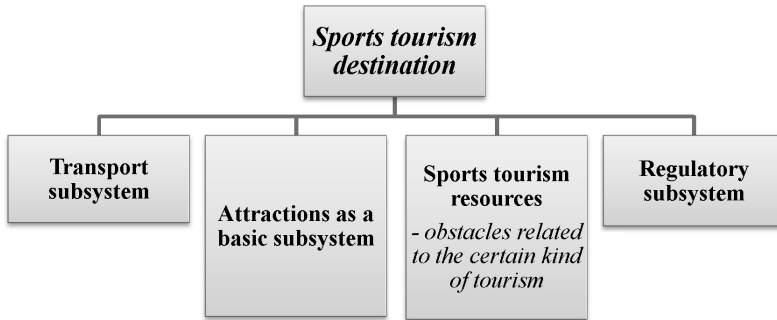 Sports tourism
destination
Transport
subsystem
Attractions as a
basic subsystem
Sports tourism
resources
- obstacles related
to the certain kind
of tourism
Regulatory
subsystem